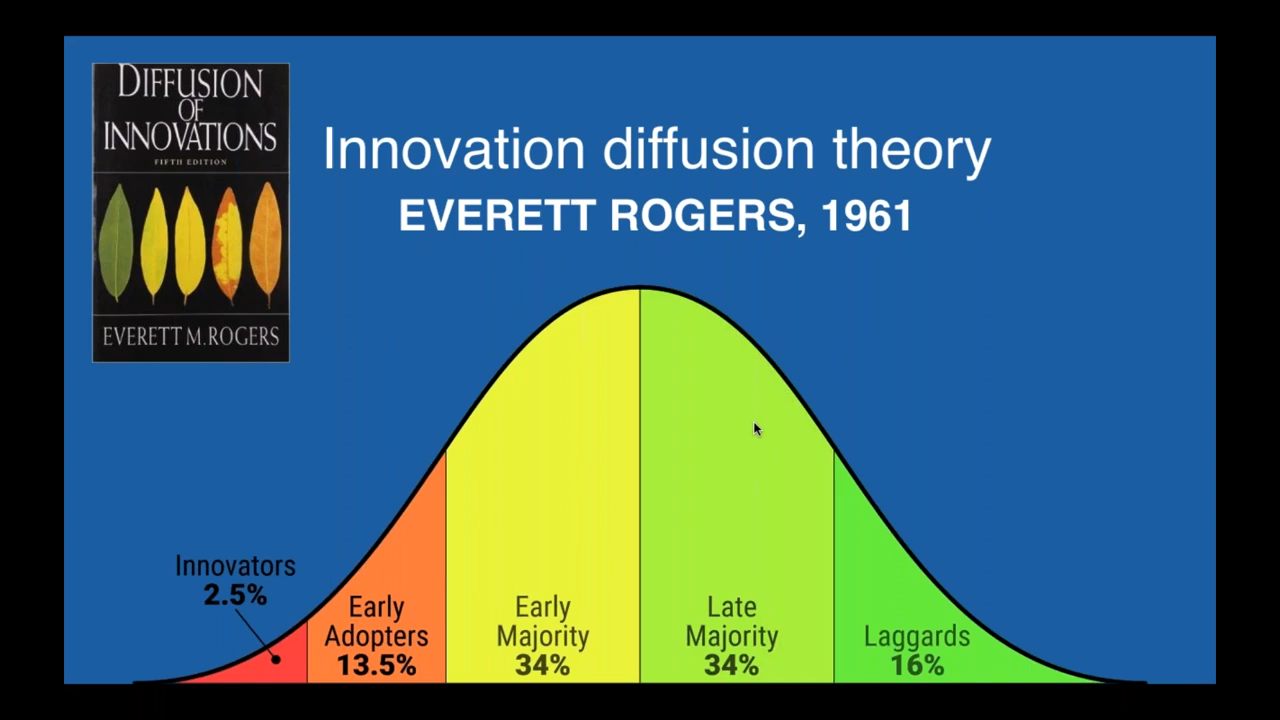 DIFFUSION
OF
INNOVATIONS
FIFTH EDITION
EVERETT M. ROGERS
Innovation diffusion theory
EVERETT ROGERS, 1961
Innovators
2.5%
Early
Adopters
13.5%
Early
Majority
34%
Late
Majority
34%
Laggards
16%